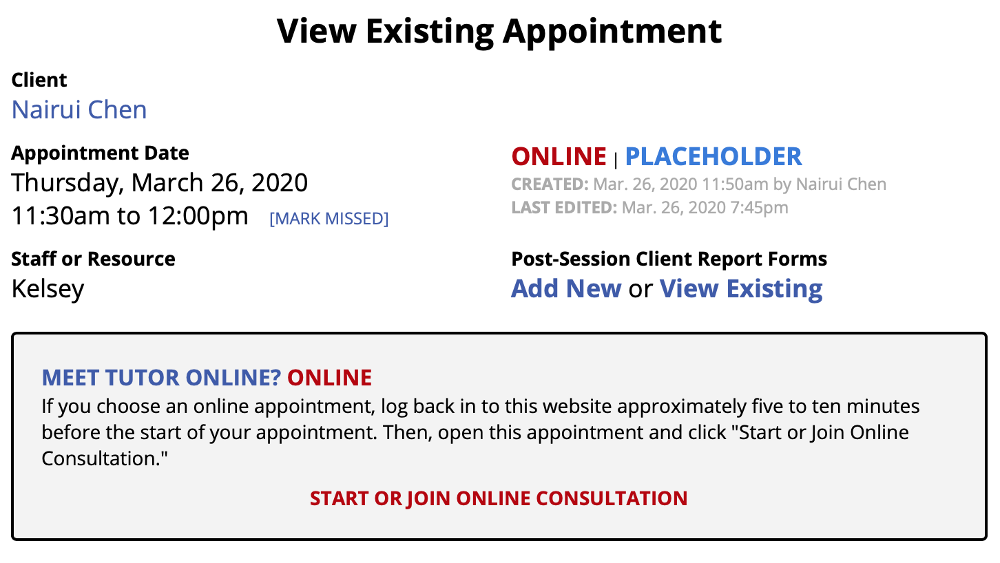 View Existing Appointment
Client
Nairui Chen
Appointment Date
Thursday, March 26, 2020
11:30am to 12:00pm [MARK MISSED]
ONLINE | PLACEHOLDER
CREATED: Mar. 26, 2020 11:50am by Nairui Chen
LAST EDITED: Mar. 26, 2020 7:45pm
Staff or Resource
Kelsey
Post-Session Client Report Forms
Add New or View Existing
MEET TUTOR ONLINE? ONLINE
If you choose an online appointment, log back in to this website approximately five to ten minutes
before the start of your appointment. Then, open this appointment and click "Start or Join Online
Consultation."
START OR JOIN ONLINE CONSULTATION